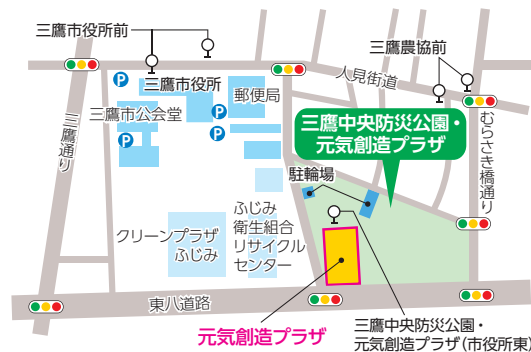 三鷹市役所前
三鷹農協前
P
三鷹市役所
郵便局
人見街道
P
三鷹市公会堂
P
P
三鷹中央防災公園・
元気創造プラザ
三鷹通り
むらさき橋通り
駐輪場
クリーンプラザ
ふじみ
ふじみ
衛生組合
リサイクル
センター
東八道路
元気創造プラザ
三鷹中央防災公園・
元気創造プラザ(市役所東)